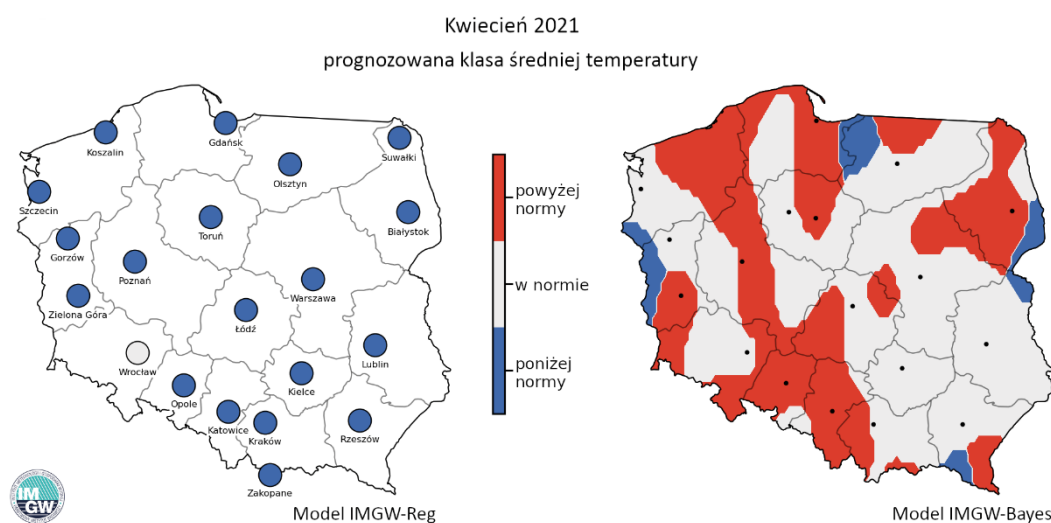 Kwiecień 2021
prognozowana klasa średniej temperatury
Koszalin
Gdańsk
Suwałki
Olsztyn
Szczecin
Toruń
Białystok
Gorzów
Poznań
Warszawa
Zielona Góra
Łódź
Wrocław
Lublin
Opole
Kielce
Katowice
Kraków
Rzeszów
Zakopane
powyżej
normy
w normie
poniżej
normy
IM
GW
Model IMGW-Reg
Model IMGW-Bayes